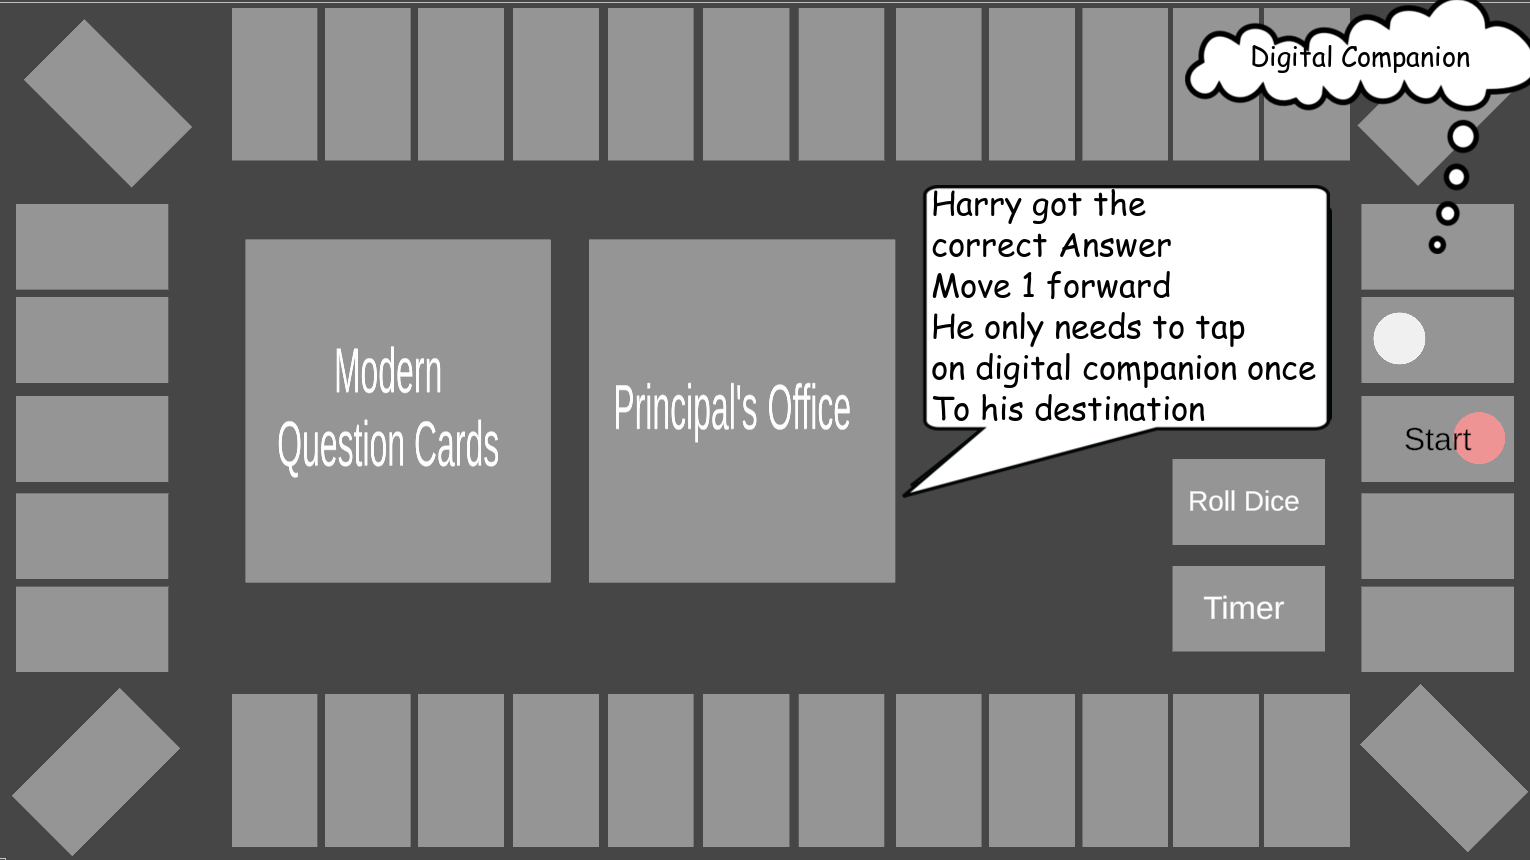 Digital Companion
Harry got the
correct Answer
Move 1 forward
He only needs to tap
on digital companion once
To his destination
Modern
Question Cards
Principal's Office
Start
Roll Dice
Timer